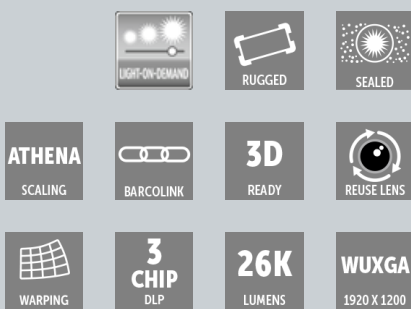 LIGHT-ON-DEMAND
RUGGED
SEALED
ATHENA
SCALING
BARCOLINK
3D
READY
REUSE LENS
WARPING
3
CHIP
DLP
26K
LUMENS
WUXGA
1920 X 1200